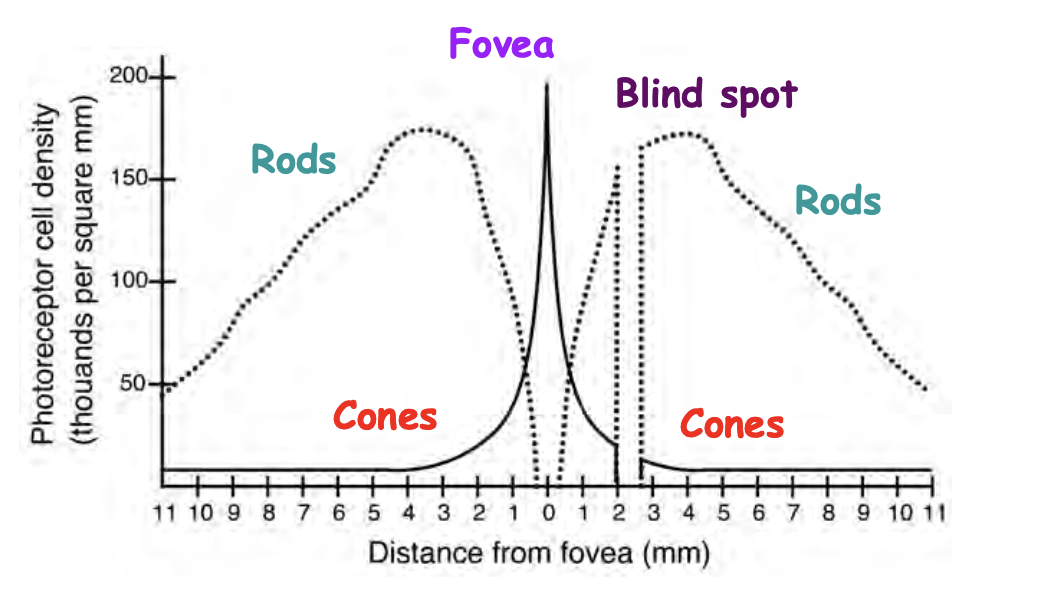 Fovea
Blind spot
Rods
Rods
Cones
Cones
Photoreceptor cell density
(thouands per square mm)
200
150
100
50
11 10 9 8 7 6 5 4 3 2 1 0 1 2 3 4 5 6 7 8 9 10 11
Distance from fovea (mm)